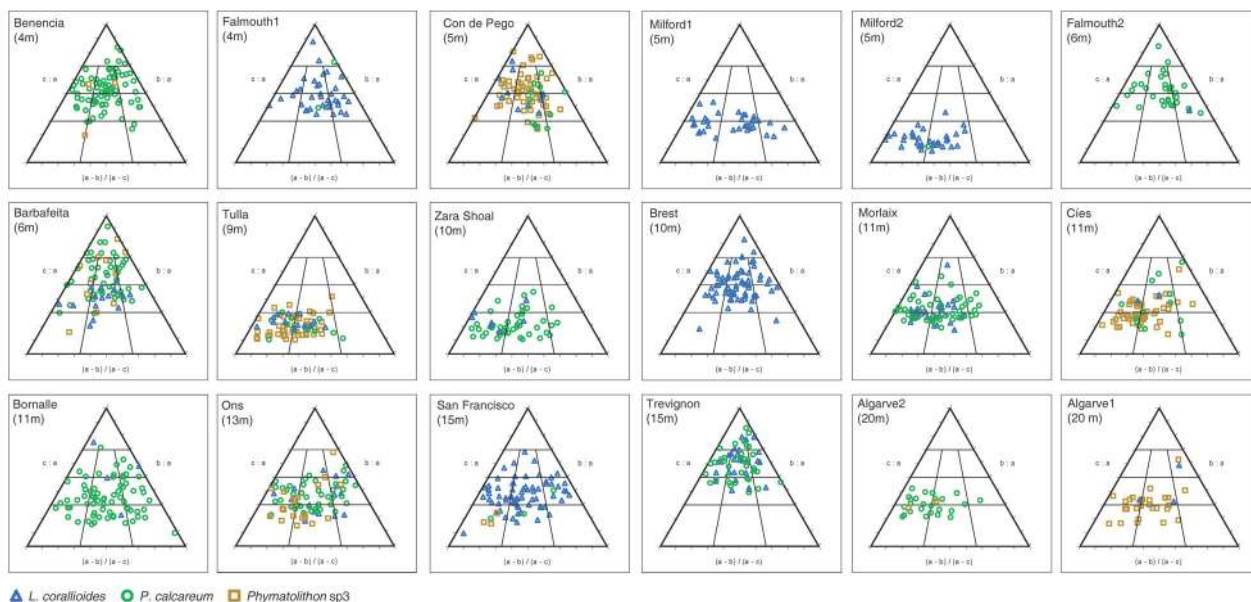 Benencia
(4m)
c : a
b : a
(a - b) / (a - c)
Falmouth1
(4m)
c : a
b : a
(a - b) / (a - c)
Con de Pego
(5m)
c : a
b : a
(a - b) / (a - c)
Milford1
(5m)
c : a
b : a
|a - b| / (a - c)
Milford2
(5m)
c : a
b : a
(a - b) / (a - c)
Falmouth2
(6m)
c : a
b : a
(a - b) / (a - c)
Barbafeita
(6m)
c : a
b : a
(a - b) / (a - c)
Tulla
(9m)
c : a
b : a
(a - b) / (a - c)
Zara Shoal
(10m)
c : a
b : a
(a - b) / (a - c)
Brest
(10m)
c : a
b : a
(a - b) / (a - c)
Morlaix
(11m)
c : a
b : a
(a - b) / (a - c)
Cíes
(11m)
c : a
b : a
(a - b) / (a - c)
Bornalle
(11m)
c : a
b : a
(a - b) / (a - c)
Ons
(13m)
c : a
b : a
(a - b) / (a - c)
San Francisco
(15m)
c : a
b : a
(a - b) / (a - c)
Trevignon
(15m)
c : a
b : a
(a - b) / (a - c)
Algarve2
(20m)
c : a
b : a
(a - b) / (a - c)
Algarve1
(20 m)
c : a
b : a
(a - b) / (a - c)
L. corallioides P. calcareum Phymatolithon sp3